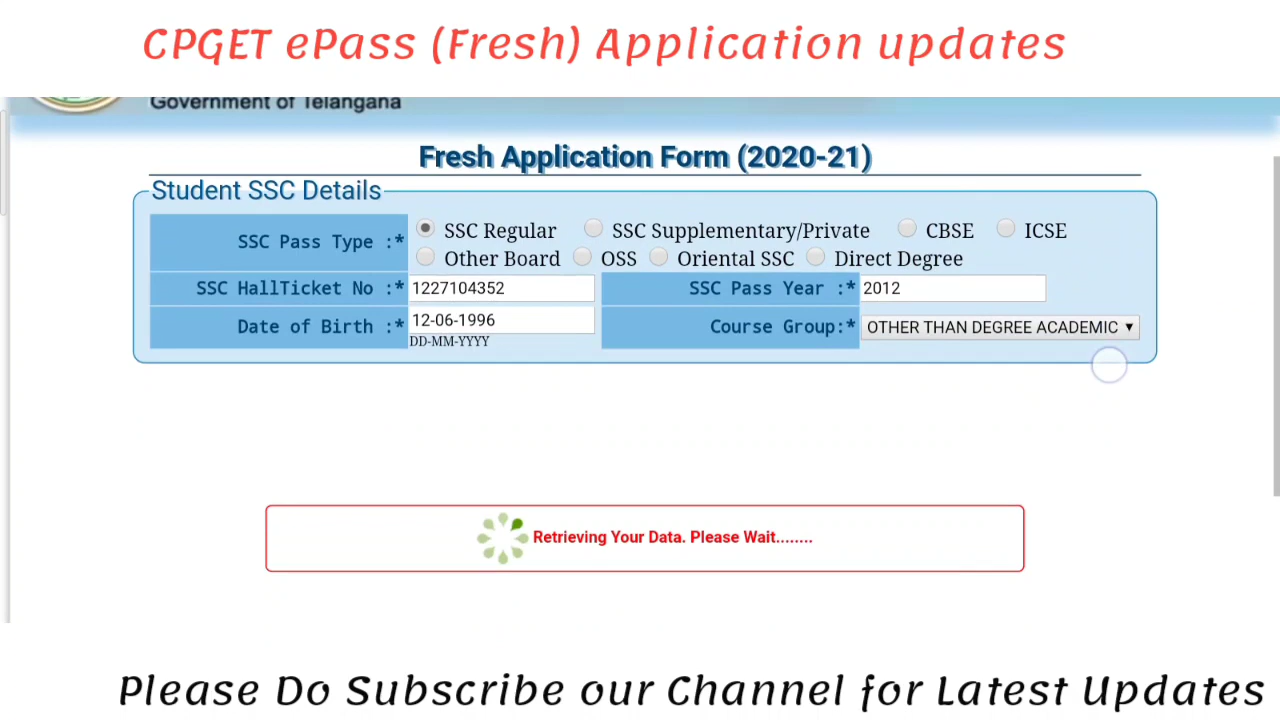 CPGET ePass (Fresh) Application updates
Government of Telangana
Fresh Application Form (2020-21)
Student SSC Details
SSC Pass Type :* SSC Regular SSC Supplementary/Private CBSE ICSE
Other Board OSS Oriental SSC Direct Degree
SSC HallTicket No :* 1227104352 SSC Pass Year :* 2012
Date of Birth :* 12-06-1996 Course Group:* OTHER THAN DEGREE ACADEMIC
DD-MM-YYYY
Retrieving Your Data. Please Wait........
Please Do Subscribe our Channel for Latest Updates